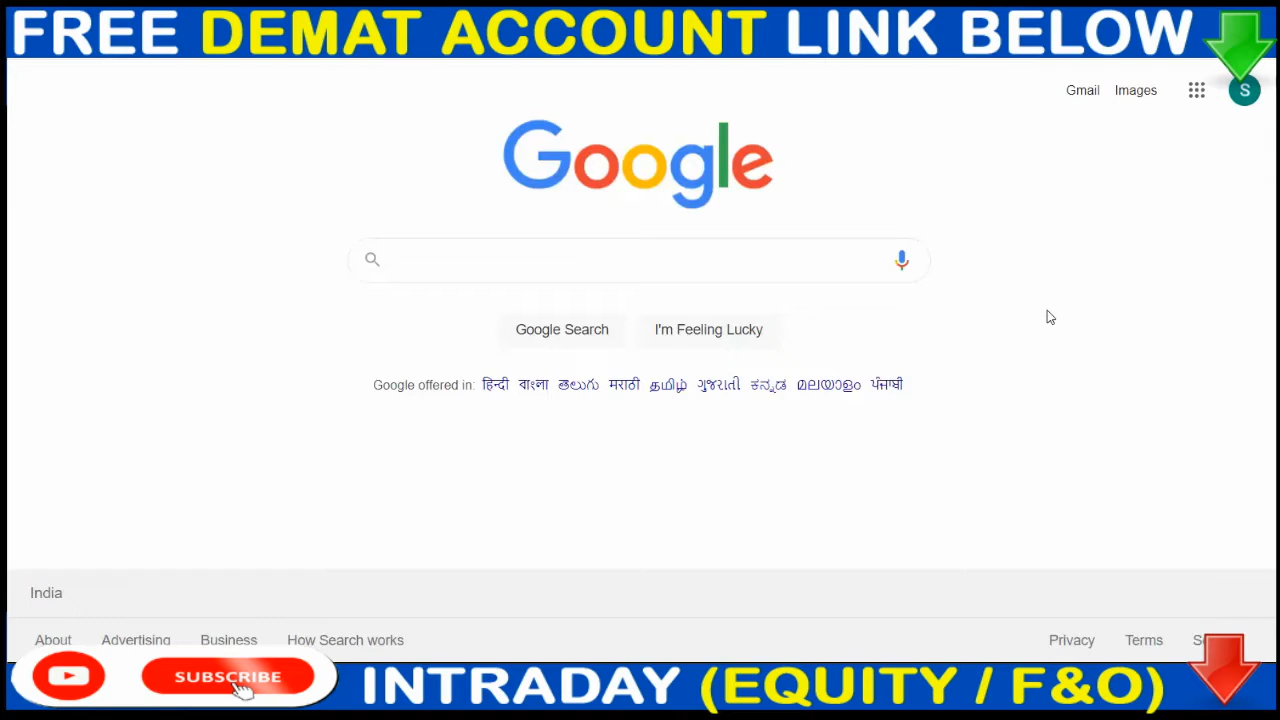 FREE DEMAT ACCOUNT LINK BELOW
Gmail Images S
Google
Google Search I'm Feeling Lucky
Google offered in: हिन्दी বাংলা తెలుగు मराठी தமிழ் ગુજરાતી ಕನ್ನಡ മലയാളം ਪੰਜਾਬੀ
India
About Advertising Business How Search works Privacy Terms
SUBSCRIBE
INTRADAY (EQUITY / F&O)